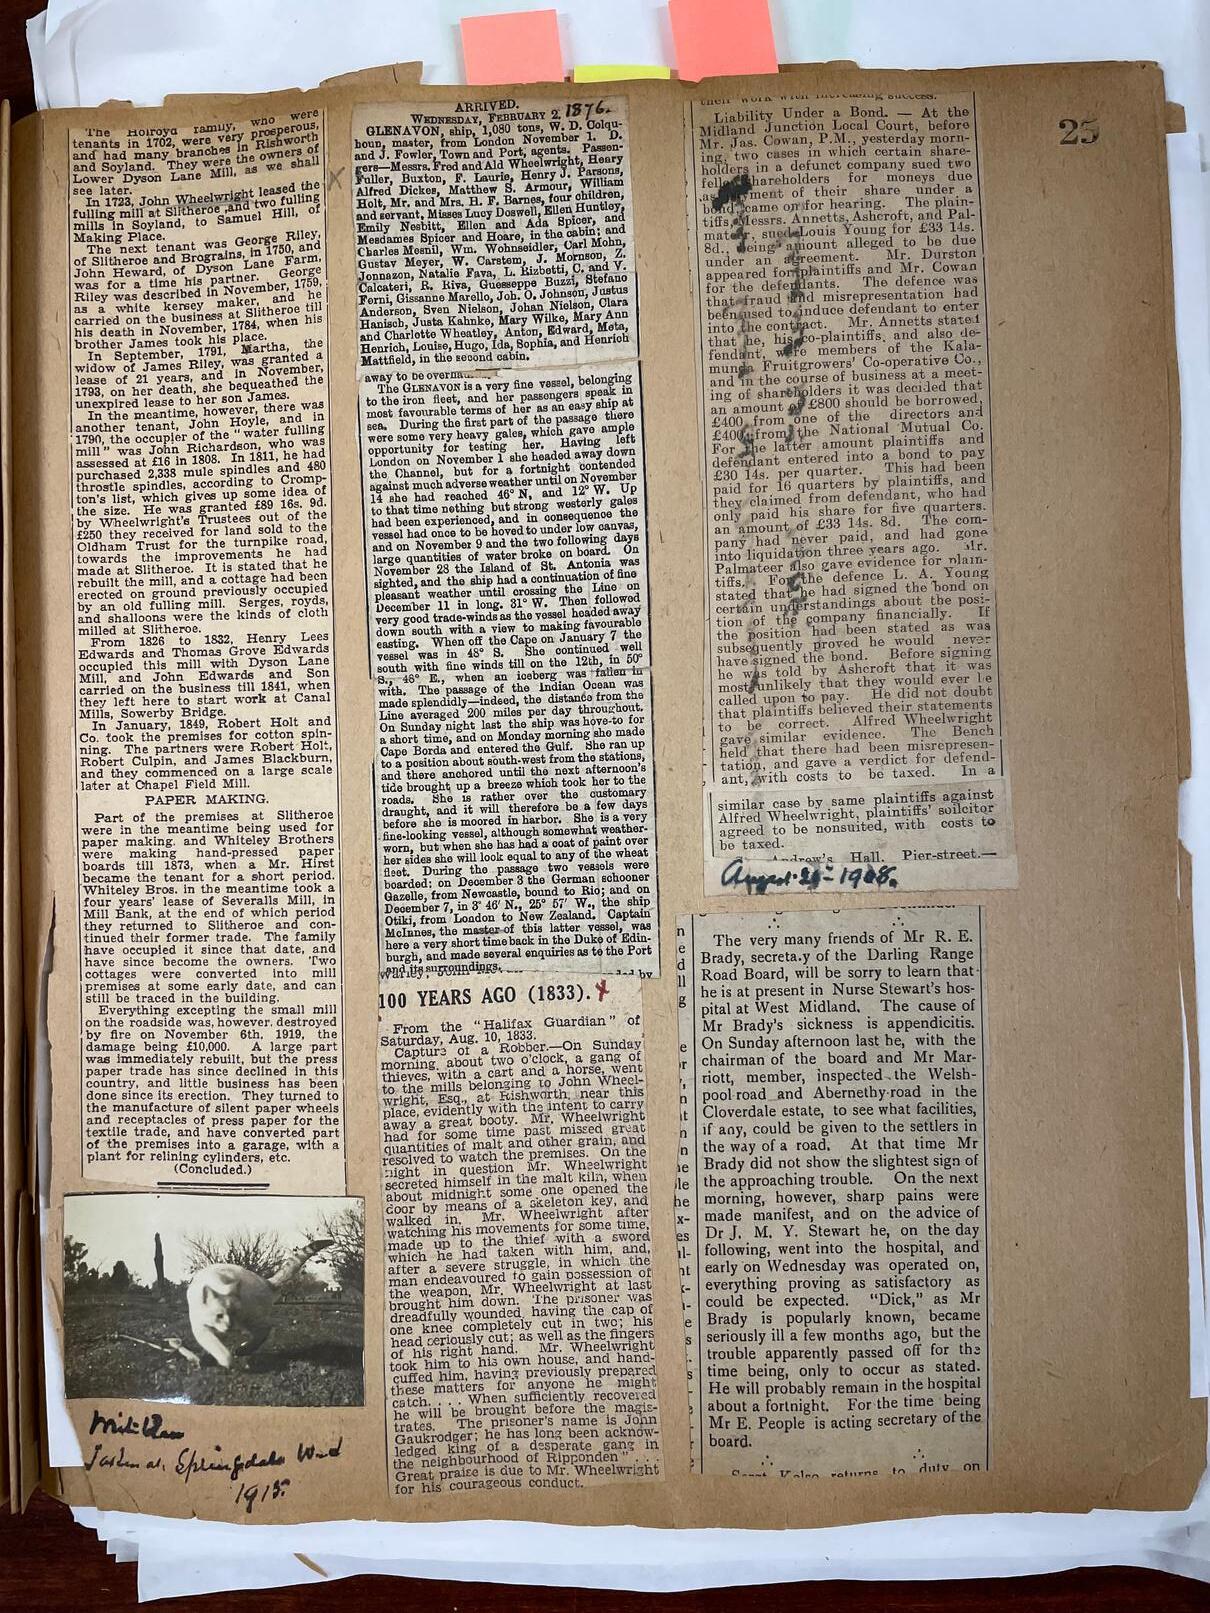 25
The Holroyd family, who were
tenants in 1702, were very prosperous,
and had many branches in Rishworth
and Soyland. They were the owners of
Lower Dyson Lane Mill, as we shall
see later.
In 1723, John Wheelwright leased the
fulling mill at Slitheroe and two fulling
mills in Soyland, to Samuel Hill, of
Making Place.
The next tenant was George Riley,
of Slitheroe and Brograins, in 1750, and
John Heward, of Dyson Lane Farm,
was for a time his partner. George
Riley was described in November, 1759,
as a white kersey maker, and he
carried on the business at Slitheroe till
his death in November, 1784, when his
brother James took his place.
In September, 1791, Martha, the
widow of James Riley, was granted a
lease of 21 years, and in November,
1793, on her death, she bequeathed the
unexpired lease to her son James.
In the meantime, however, there was
another tenant, John Hoyle, and in
1790, the occupier of the "water fulling
mill" was John Richardson, who was
assessed at £16 in 1808. In 1811, he had
purchased 2,338 mule spindles and 480
throstle spindles, according to Cromp-
ton's list, which gives up some idea of
the size. He was granted £89 16s. 9d.
by Wheelwright's Trustees out of the
£250 they received for land sold to the
Oldham Trust for the turnpike road,
towards the improvements he had
made at Slitheroe. It is stated that he
rebuilt the mill, and a cottage had been
erected on ground previously occupied
by an old fulling mill. Serges, royds,
and shalloons were the kinds of cloth
milled at Slitheroe.
From 1826 to 1832, Henry Lees
Edwards and Thomas Grove Edwards
occupied this mill with Dyson Lane
Mill, and John Edwards and Son
carried on the business till 1841, when
they left here to start work at Canal
Mills, Sowerby Bridge.
In January, 1849, Robert Holt and
Co. took the premises for cotton spin-
ning. The partners were Robert Holt,
Robert Culpin, and James Blackburn,
and they commenced on a large scale
later at Chapel Field Mill.
PAPER MAKING.
Part of the premises at Slitheroe
were in the meantime being used for
paper making, and Whiteley Brothers
were making hand-pressed paper
boards till 1873, when a Mr. Hirst
became the tenant for a short period.
Whiteley Bros. in the meantime took a
four years' lease of Severalls Mill, in
Mill Bank, at the end of which period
they returned to Slitheroe and con-
tinued their former trade. The family
have occupied it since that date, and
have since become the owners. Two
cottages were converted into mill
premises at some early date, and can
still be traced in the building.
Everything excepting the small mill
on the roadside was, however, destroyed
by fire on November 6th, 1919, the
damage being £10,000. A large part
was immediately rebuilt, but the press
paper trade has since declined in this
country, and little business has been
done since its erection. They turned to
the manufacture of silent paper wheels
and receptacles of press paper for the
textile trade, and have converted part
of the premises into a garage, with a
plant for relining cylinders, etc.
(Concluded.)
Taken at Springdale
1915
ARRIVED.
WEDNESDAY, FEBRUARY 2. 1876.
GLENAVON, ship, 1,080 tons, W. D. Colqu-
houn, master, from London November 1. D.
and J. Fowler, Town and Port, agents. Passen-
gers—Messrs. Fred and Ald Wheelwright, Henry
Fuller, Buxton, F. Laurie, Henry J. Parsons,
Alfred Dickes, Matthew S. Armour, William
Holt, Mr. and Mrs. H. F. Barnes, four children,
and servant, Misses Lucy Doswell, Ellen Huntley,
Emily Nesbitt, Ellen and Ada Spicer, and
Mesdames Spicer and Hoare, in the cabin; and
Charles Mesnil, Wm. Wohnseidler, Carl Mohn,
Gustav Meyer, W. Carstem, J. Mornson, Z.
Jonnazon, Natalie Fava, L. Rizbetti, C. and V.
Calcateri, R. Riva, Gueseppe Buzzi, Stefano
Ferni, Gissanne Marello, Joh. O. Johnson, Justus
Anderson, Sven Nielson, Johan Nielson, Clara
Hanisch, Justa Kahnke, Mary Wilke, Mary Ann
and Charlotte Wheatley, Anton, Edward, Meta,
Henrich, Louise, Hugo, Ida, Sophia, and Henrich
Mattfield, in the second cabin.
away to be
The GLENAVON is a very fine vessel, belonging
to the iron fleet, and her passengers speak in
most favourable terms of her as an easy ship at
sea. During the first part of the passage there
were some very heavy gales, which gave ample
opportunity for testing her. Having left
London on November 1 she headed away down
the Channel, but for a fortnight contended
against much adverse weather until on November
14 she had reached 46° N, and 12° W. Up
to that time nothing but strong westerly gales
had been experienced, and in consequence the
vessel had once to be hoved to under low canvas,
and on November 9 and the two following days
large quantities of water broke on board. On
November 28 the Island of St. Antonia was
sighted, and the ship had a continuation of fine
pleasant weather until crossing the Line on
December 11 in long. 31° W. Then followed
very good trade-winds as the vessel headed away
down south with a view to making favourable
easting. When off the Cape on January 7 the
vessel was in 48° S. She continued well
south with fine winds till on the 12th, in 50°
S., 48° E., when an iceberg was fallen in
with. The passage of the Indian Ocean was
made splendidly—indeed, the distance from the
Line averaged 200 miles per day throughout.
On Sunday night last the ship was hove-to for
a short time, and on Monday morning she made
Cape Borda and entered the Gulf. She ran up
to a position about south-west from the stations,
and there anchored until the next afternoon's
tide brought up a breeze which took her to the
roads. She is rather over the customary
draught, and it will therefore be a few days
before she is moored in harbor. She is a very
fine-looking vessel, although somewhat weather-
worn, but when she has had a coat of paint over
her sides she will look equal to any of the wheat
fleet. During the passage two vessels were
boarded; on December 3 the German schooner
Gazelle, from Newcastle, bound to Rio; and on
December 7, in 3° 46' N., 25° 57' W., the ship
Otiki, from London to New Zealand. Captain
McInnes, the master of this latter vessel, was
here a very short time back in the Duke of Edin-
burgh, and made several enquiries as to the Port
and its surroundings.
100 YEARS AGO (1833).
From the "Halifax Guardian" of
Saturday, Aug. 10, 1833.
Capture of a Robber.—On Sunday
morning, about two o'clock, a gang of
thieves, with a cart and a horse, went
to the mills belonging to John Wheel-
wright, Esq., at Rishworth, near this
place, evidently with the intent to carry
away a great booty. Mr. Wheelwright
had for some time past missed great
quantities of malt and other grain, and
resolved to watch the premises. On the
night in question Mr. Wheelwright
secreted himself in the malt kiln, when
about midnight some one opened the
door by means of a skeleton key, and
walked in. Mr. Wheelwright after
watching his movements for some time,
made up to the thief with a sword
which he had taken with him, and,
after a severe struggle, in which the
man endeavoured to gain possession of
the weapon, Mr. Wheelwright at last
brought him down. The prisoner was
dreadfully wounded, having the cap of
one knee completely cut in two; his
head seriously cut; as well as the fingers
of his right hand. Mr. Wheelwright
took him to his own house, and hand-
cuffed him, having previously prepared
these matters for anyone he might
catch.... When sufficiently recovered
he will be brought before the magis-
trates. The prisoner's name is John
Gaukrodger; he has long been acknow-
ledged king of a desperate gang in
the neighbourhood of Ripponden" ...
Great praise is due to Mr. Wheelwright
for his courageous conduct.
their work with increasing success.
Liability Under a Bond. — At the
Midland Junction Local Court, before
Mr. Jas. Cowan, P.M., yesterday morn-
ing, two cases in which certain share-
holders in a defunct company sued two
fellow shareholders for moneys due
as payment of their share under a
bond came on for hearing. The plain-
tiffs, Messrs. Annetts, Ashcroft, and Pal-
mateer, sued Louis Young for £33 14s.
8d., being amount alleged to be due
under an agreement. Mr. Durston
appeared for plaintiffs and Mr. Cowan
for the defendants. The defence was
that fraud and misrepresentation had
been used to induce defendant to enter
into the contract. Mr. Annetts stated
that he, his co-plaintiffs, and also de-
fendant, were members of the Kala-
munda Fruitgrowers' Co-operative Co.,
and in the course of business at a meet-
ing of shareholders it was decided that
an amount of £800 should be borrowed,
£400 from one of the directors and
£400 from the National Mutual Co.
For the latter amount plaintiffs and
defendant entered into a bond to pay
£30 14s. per quarter. This had been
paid for 16 quarters by plaintiffs, and
they claimed from defendant, who had
only paid his share for five quarters,
an amount of £33 14s. 8d. The com-
pany had never paid, and had gone
into liquidation three years ago. Mr.
Palmateer also gave evidence for plain-
tiffs. For the defence L. A. Young
stated that he had signed the bond on
certain understandings about the posi-
tion of the company financially. If
the position had been stated as was
subsequently proved he would never
have signed the bond. Before signing
he was told by Ashcroft that it was
most unlikely that they would ever be
called upon to pay. He did not doubt
that plaintiffs believed their statements
to be correct. Alfred Wheelwright
gave similar evidence. The Bench
held that there had been misrepresen-
tation, and gave a verdict for defend-
ant, with costs to be taxed. In a
similar case by same plaintiffs against
Alfred Wheelwright, plaintiffs' solicitor
agreed to be nonsuited, with costs to
be taxed.
Andrew's Hall, Pier-street.—
August 1908.
The very many friends of Mr R. E.
Brady, secretary of the Darling Range
Road Board, will be sorry to learn that
he is at present in Nurse Stewart's hos-
pital at West Midland. The cause of
Mr Brady's sickness is appendicitis.
On Sunday afternoon last he, with the
chairman of the board and Mr Mar-
riott, member, inspected the Welsh-
pool-road and Abernethy-road in the
Cloverdale estate, to see what facilities,
if any, could be given to the settlers in
the way of a road. At that time Mr
Brady did not show the slightest sign of
the approaching trouble. On the next
morning, however, sharp pains were
made manifest, and on the advice of
Dr J. M. Y. Stewart he, on the day
following, went into the hospital, and
early on Wednesday was operated on,
everything proving as satisfactory as
could be expected. "Dick," as Mr
Brady is popularly known, became
seriously ill a few months ago, but the
trouble apparently passed off for the
time being, only to occur as stated.
He will probably remain in the hospital
about a fortnight. For the time being
Mr E. People is acting secretary of the
board.
Sergt Kelso returns to duty on